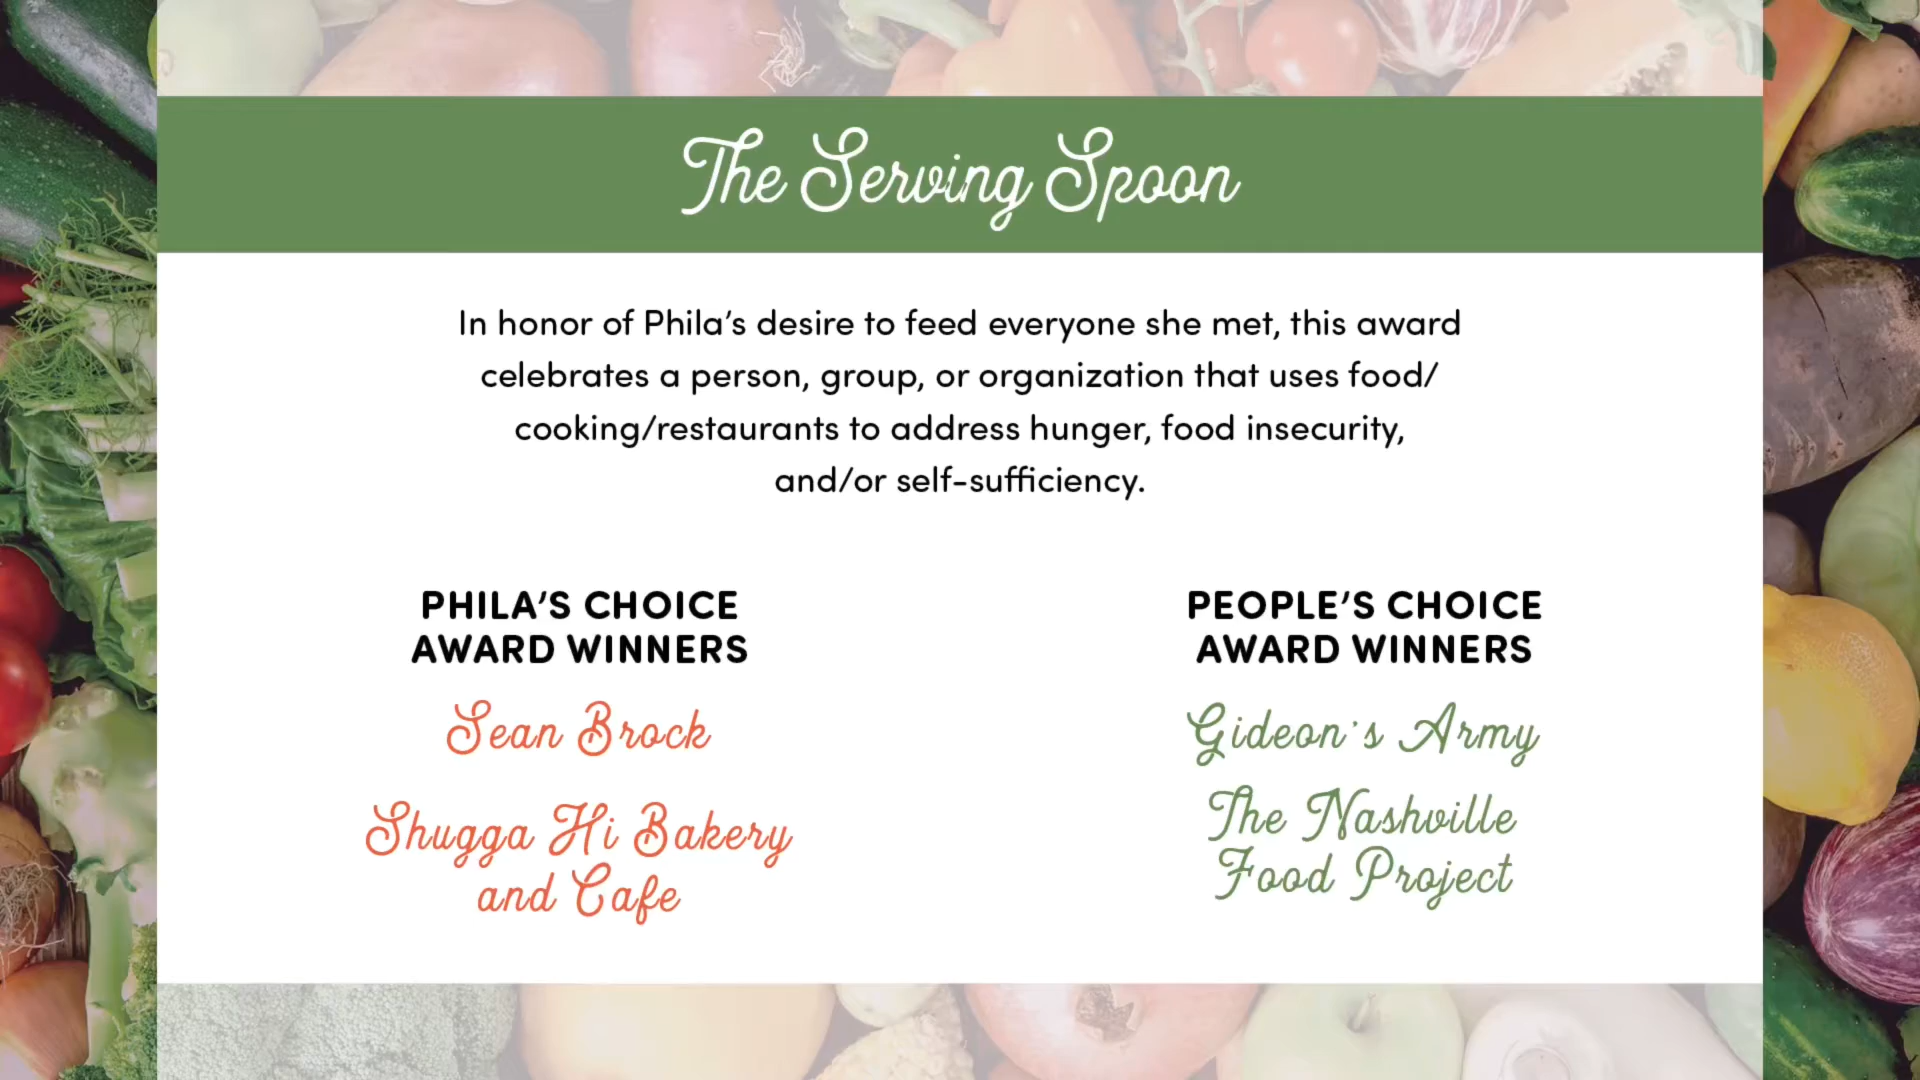 The Serving Spoon
In honor of Phila's desire to feed everyone she met, this award
celebrates a person, group, or organization that uses food/
cooking/restaurants to address hunger, food insecurity,
and/or self-sufficiency.
PHILA'S CHOICE
AWARD WINNERS
Sean Brock
Shugga Hi Bakery
and Cafe
PEOPLE'S CHOICE
AWARD WINNERS
Gideon's Army
The Nashville
Food Project